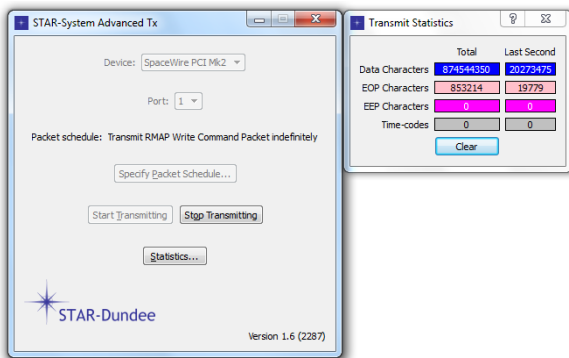 STAR-System Advanced Tx
Device: SpaceWire PCI Mk2
Port: 1
Packet schedule: Transmit RMAP Write Command Packet indefinitely
Specify Packet Schedule...
Start Transmitting Stop Transmitting
Statistics...
STAR-Dundee
Version 1.6 (2287)
Transmit Statistics
Total Last Second
Data Characters 874544350 20273475
EOP Characters 853214 19779
EEP Characters 0 0
Time-codes 0 0
Clear